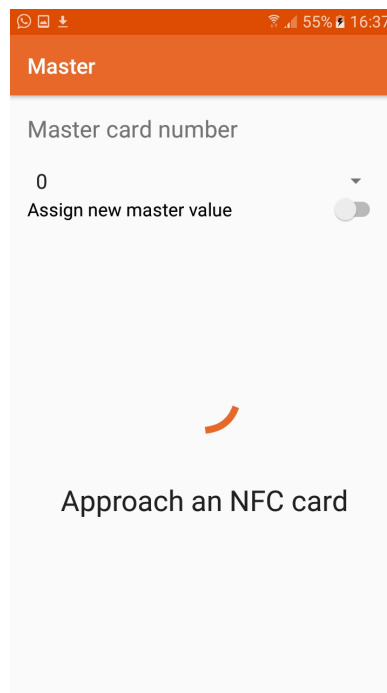 55% 16:37
Master
Master card number
0
Assign new master value
Approach an NFC card